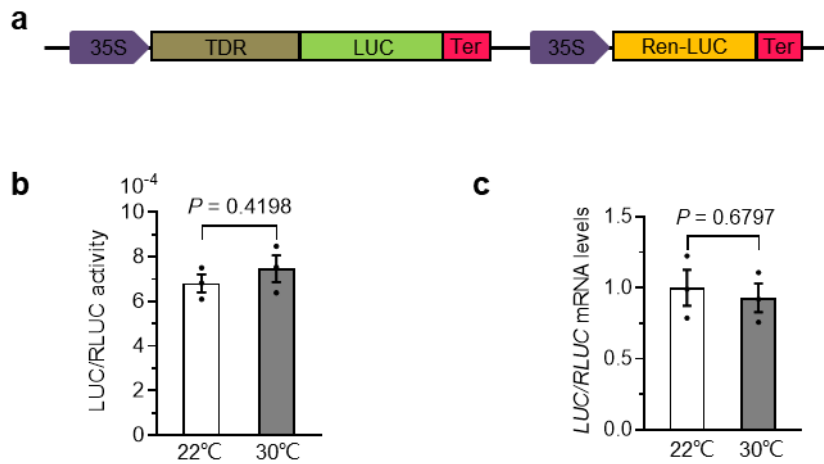 a
35S TDR LUC Ter 35S Ren-LUC Ter
b
10-4
P = 0.4198
10
8
6
4
2
0
LUC/RLUC activity
22℃ 30℃
c
P = 0.6797
1.5
1.0
0.5
0.0
LUC/RLUC mRNA levels
22℃ 30℃